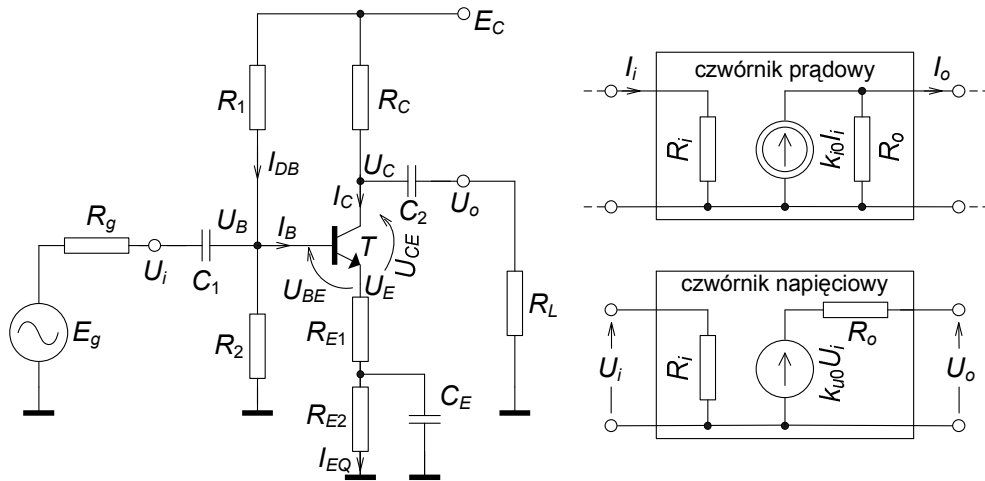 E_C
R_1
R_C
I_DB
U_C
I_C
C_2
U_o
R_g
U_B
I_B
T
U_CE
U_i
C_1
U_BE
U_E
R_L
E_g
R_2
R_E1
R_E2
C_E
I_EQ
czwórnik prądowy
I_i
I_o
R_i
k_i0I_i
R_o
czwórnik napięciowy
R_o
U_i
R_i
k_u0U_i
U_o